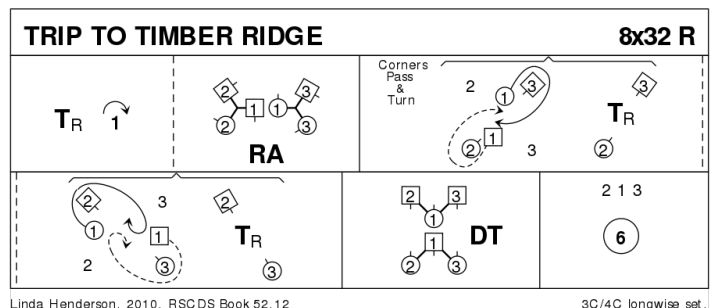 TRIP TO TIMBER RIDGE 8x32 R
TR 1
2 1 1 3
2 3
RA
Corners
Pass
&
Turn
2 1 3 3
TR
2 1 3 2
2 3 2
1 1 TR
2 3 3
2 3
1
1 DT
2 3
2 1 3
6
Linda Henderson, 2010, RSCDS Book 52.12 3C/4C longwise set.